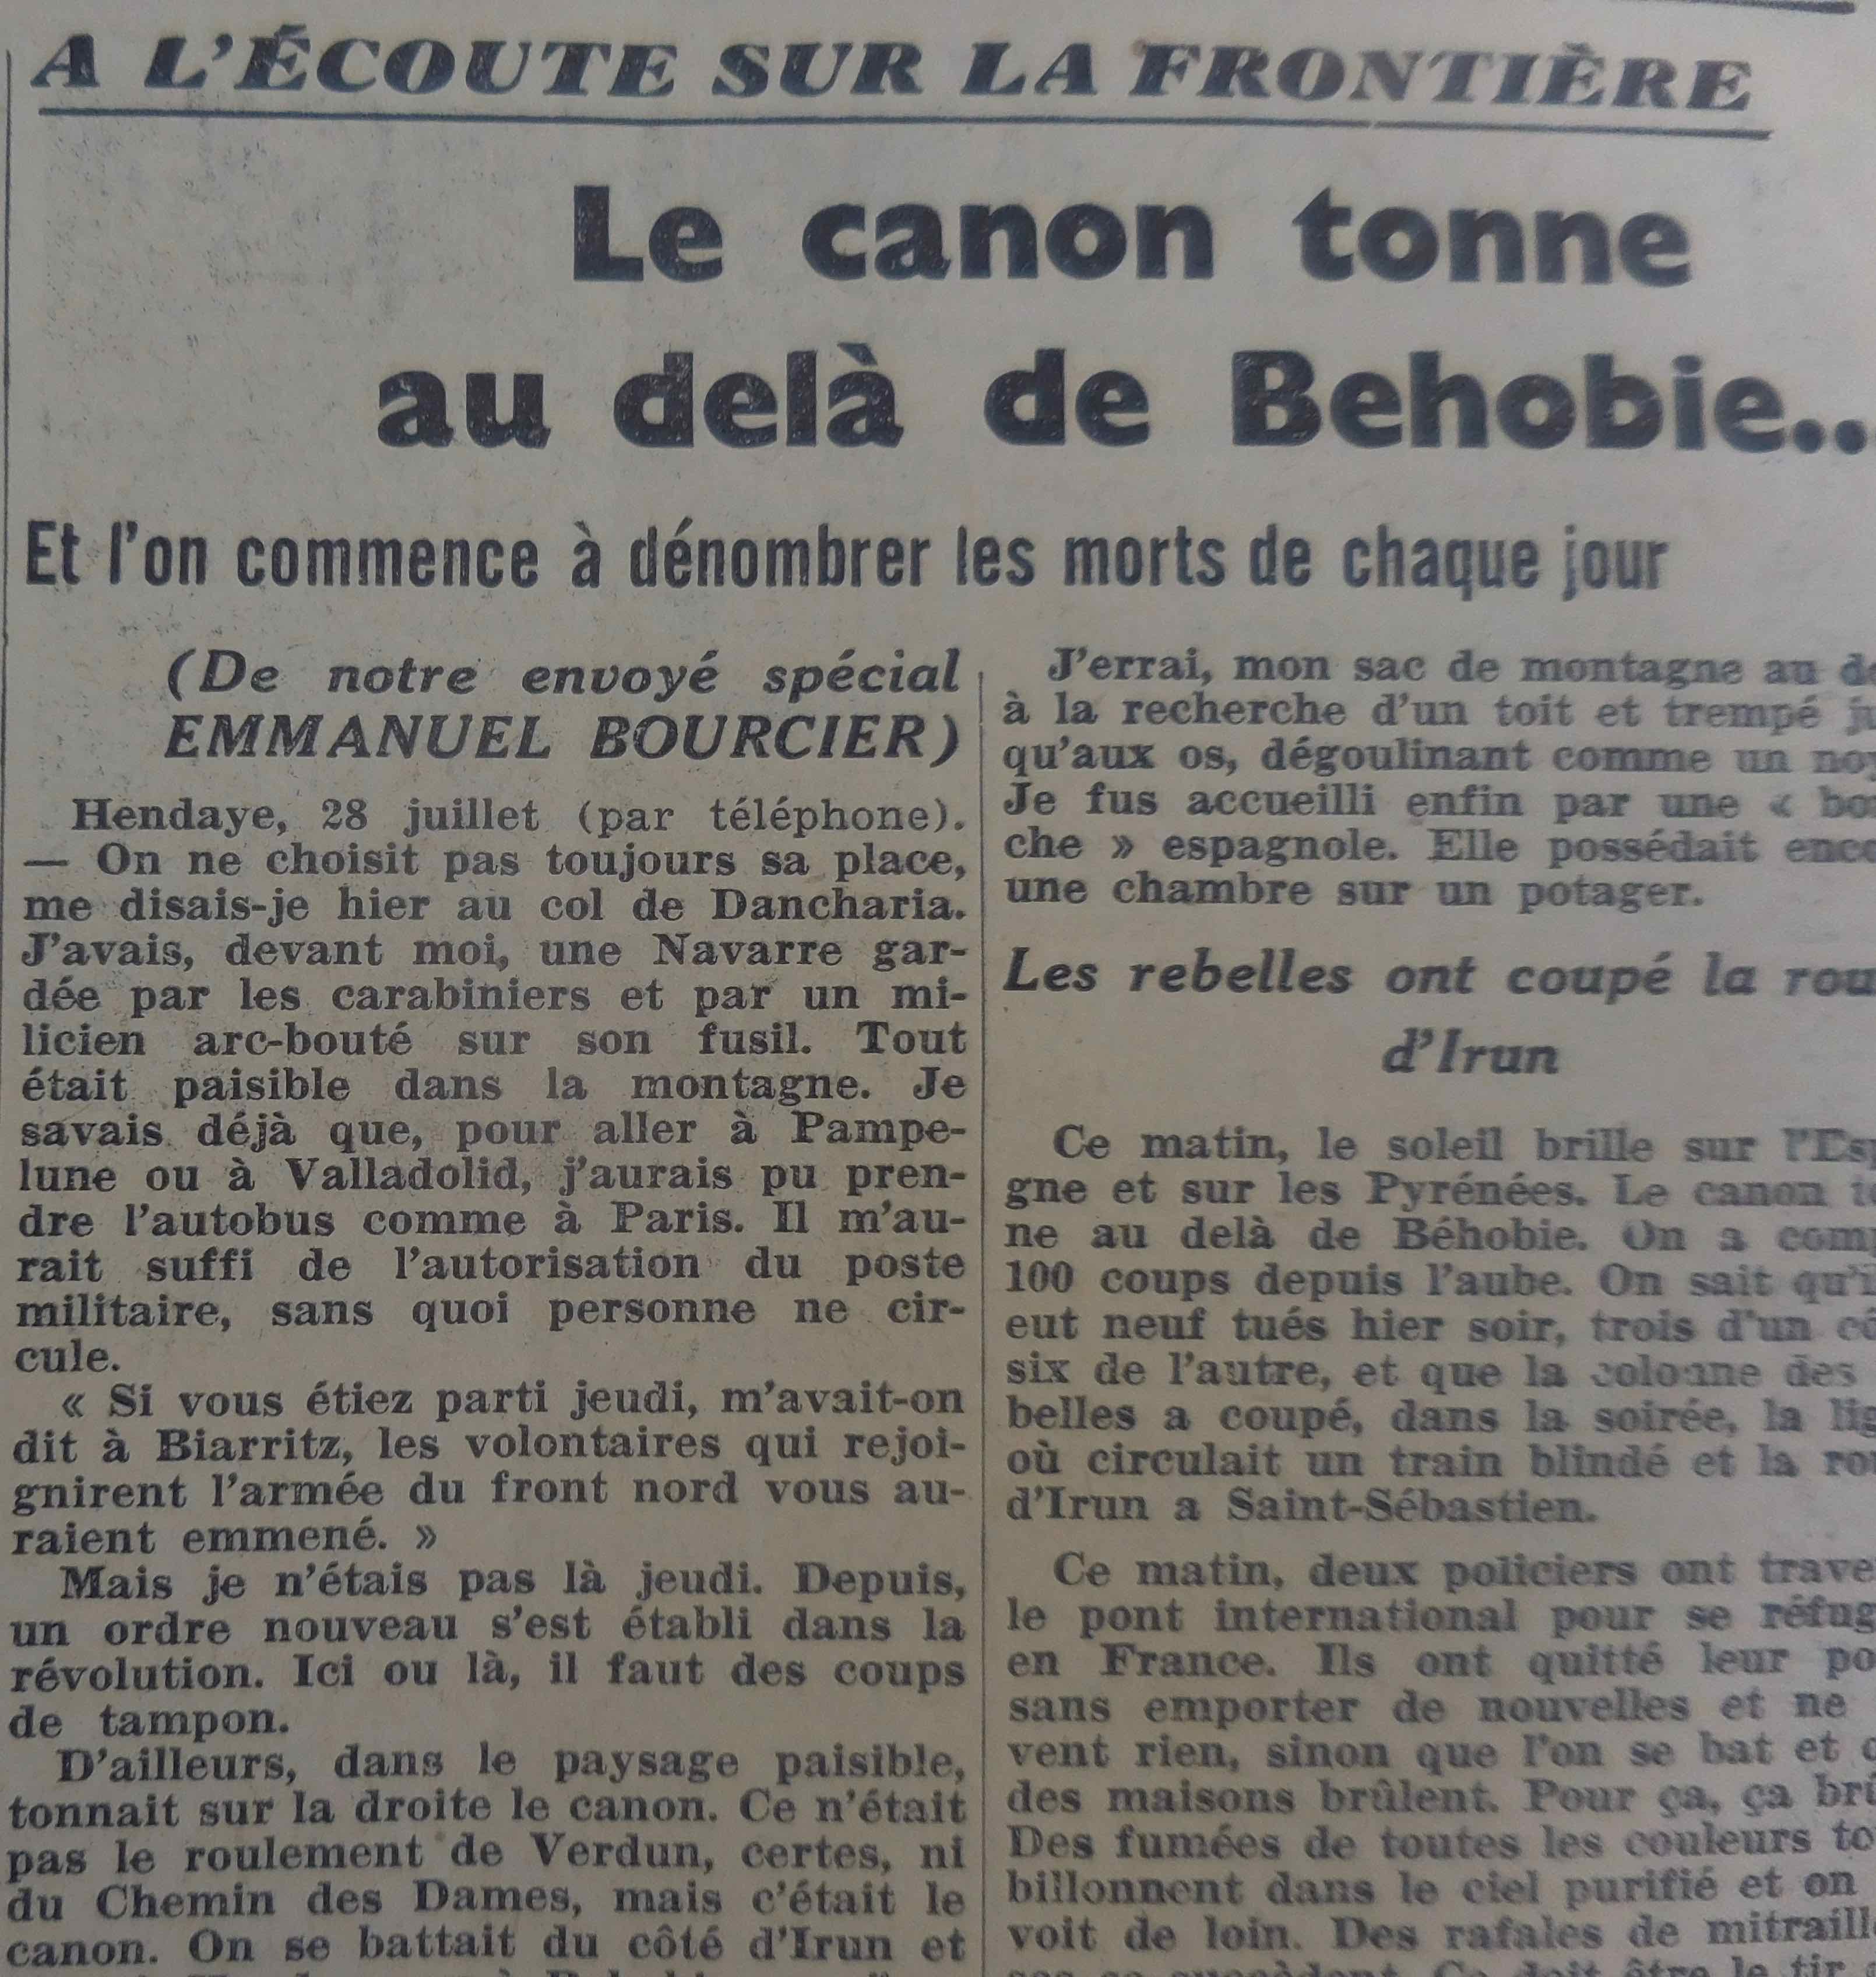 A L'ÉCOUTE SUR LA FRONTIÈRE
Le canon tonne
au delà de Behobie..
Et l'on commence à dénombrer les morts de chaque jour
(De notre envoyé spécial
EMMANUEL BOURCIER)
Hendaye, 28 juillet (par téléphone).
— On ne choisit pas toujours sa place,
me disais-je hier au col de Dancharia.
J'avais, devant moi, une Navarre gar-
dée par les carabiniers et par un mi-
licien arc-bouté sur son fusil. Tout
était paisible dans la montagne. Je
savais déjà que, pour aller à Pampe-
lune ou à Valladolid, j'aurais pu pren-
dre l'autobus comme à Paris. Il m'au-
rait suffi de l'autorisation du poste
militaire, sans quoi personne ne cir-
cule.
« Si vous étiez parti jeudi, m'avait-on
dit à Biarritz, les volontaires qui rejoi-
gnirent l'armée du front nord vous au-
raient emmené. »
Mais je n'étais pas là jeudi. Depuis,
un ordre nouveau s'est établi dans la
révolution. Ici ou là, il faut des coups
de tampon.
D'ailleurs, dans le paysage paisible,
tonnait sur la droite le canon. Ce n'était
pas le roulement de Verdun, certes, ni
du Chemin des Dames, mais c'était le
canon. On se battait du côté d'Irun et
J'errai, mon sac de montagne au
à la recherche d'un toit et trempé
qu'aux os, dégoulinant comme un
Je fus accueilli enfin par une «
che » espagnole. Elle possédait
une chambre sur un potager.
Les rebelles ont coupé la
d'Irun
Ce matin, le soleil brille sur
gne et sur les Pyrénées. Le canon
ne au delà de Béhobie. On a
100 coups depuis l'aube. On sait
eut neuf tués hier soir, trois d'un
six de l'autre, et que la colonne des
belles a coupé, dans la soirée, la
où circulait un train blindé et la
d'Irun a Saint-Sébastien.
Ce matin, deux policiers ont
le pont international pour se
en France. Ils ont quitté leur
sans emporter de nouvelles et ne
vent rien, sinon que l'on se bat et
des maisons brûlent. Pour ça, ça
Des fumées de toutes les couleurs
billonnent dans le ciel purifié et on
voit de loin. Des rafales de